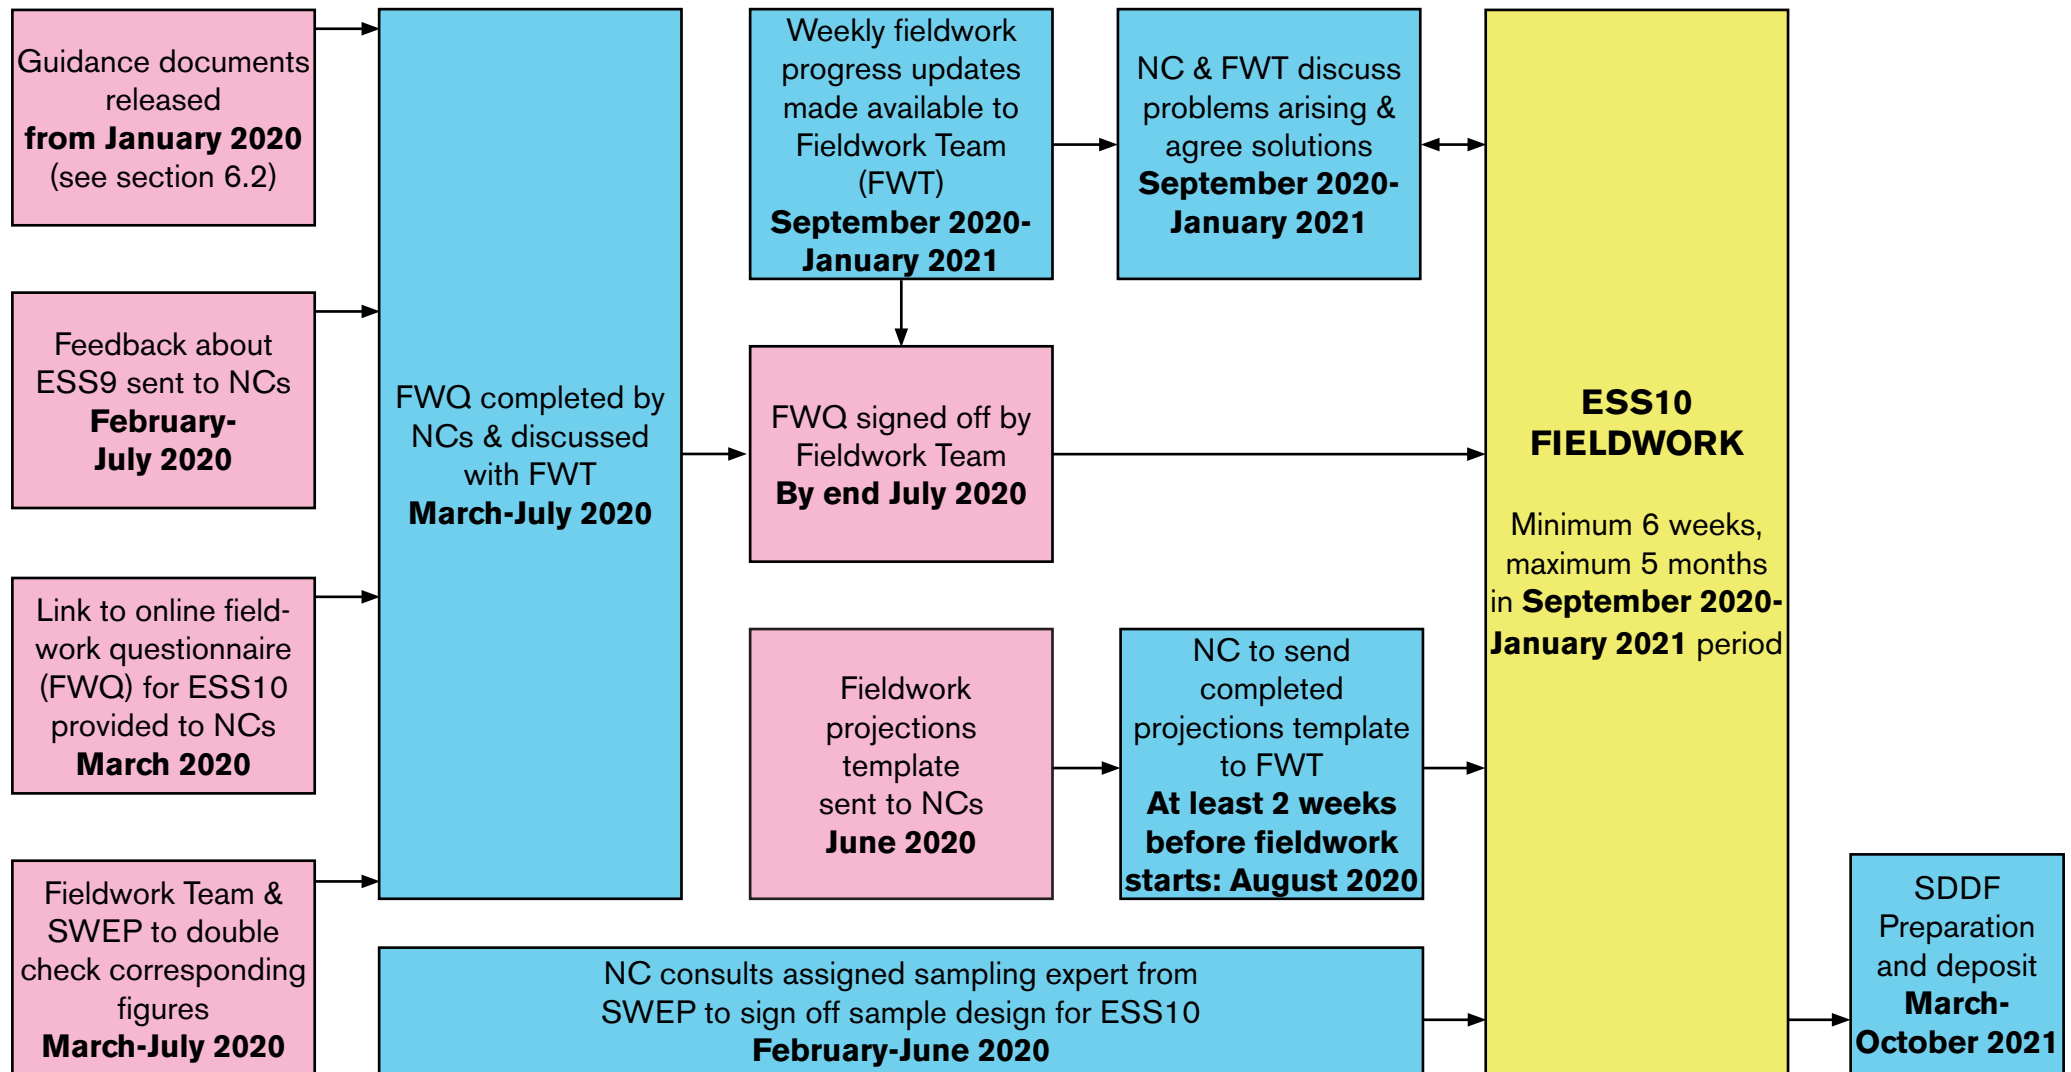 Guidance documents
released
from January 2020
(see section 6.2)
Feedback about
ESS9 sent to NCs
February-
July 2020
Link to online field-
work questionnaire
(FWQ) for ESS10
provided to NCs
March 2020
Fieldwork Team &
SWEP to double
check corresponding
figures
March-July 2020
FWQ completed by
NCs & discussed
with FWT
March-July 2020
Weekly fieldwork
progress updates
made available to
Fieldwork Team
(FWT)
September 2020-
January 2021
NC & FWT discuss
problems arising &
agree solutions
September 2020-
January 2021
FWQ signed off by
Fieldwork Team
By end July 2020
Fieldwork
projections
template
sent to NCs
June 2020
NC to send
completed
projections template
to FWT
At least 2 weeks
before fieldwork
starts: August 2020
NC consults assigned sampling expert from
SWEP to sign off sample design for ESS10
February-June 2020
ESS10
FIELDWORK
Minimum 6 weeks,
maximum 5 months
in September 2020-
January 2021 period
SDDF
Preparation
and deposit
March-
October 2021